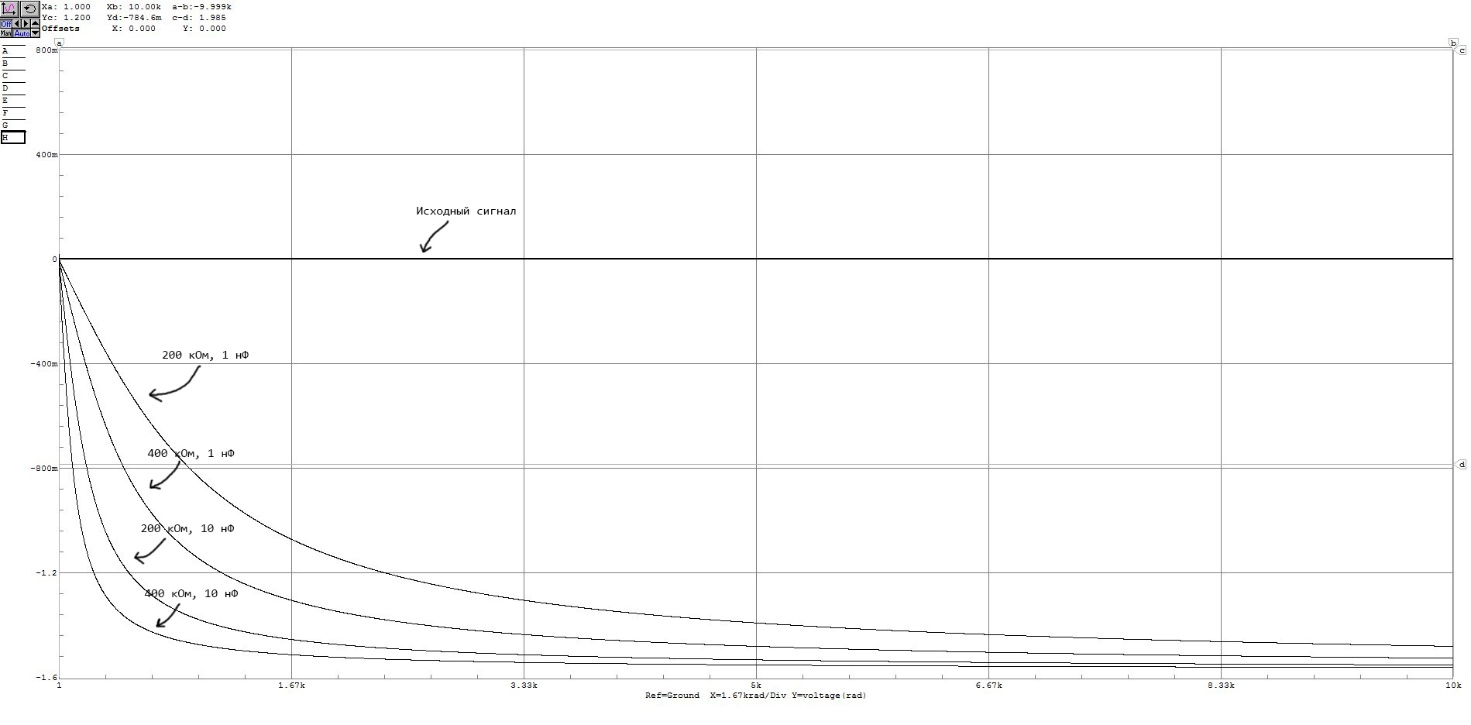 Xa: 1.000 Xb: 10.00k a-b:-9.999k
Yc: 1.200 Yd:-784.6m c-d: 1.985
Offsets X: 0.000 Y: 0.000
Off
Man Auto
a
b
c
A
B
C
D
E
F
G
H
800m
400m
Исходный сигнал
0
200 кОм, 1 нФ
-400m
400 кОм, 1 нФ
-800m
d
200 кОм, 10 нФ
-1.2
400 кОм, 10 нФ
-1.6
1 1.67k 3.33k 5k 6.67k 8.33k 10k
Ref=Ground X=1.67krad/Div Y=voltage(rad)